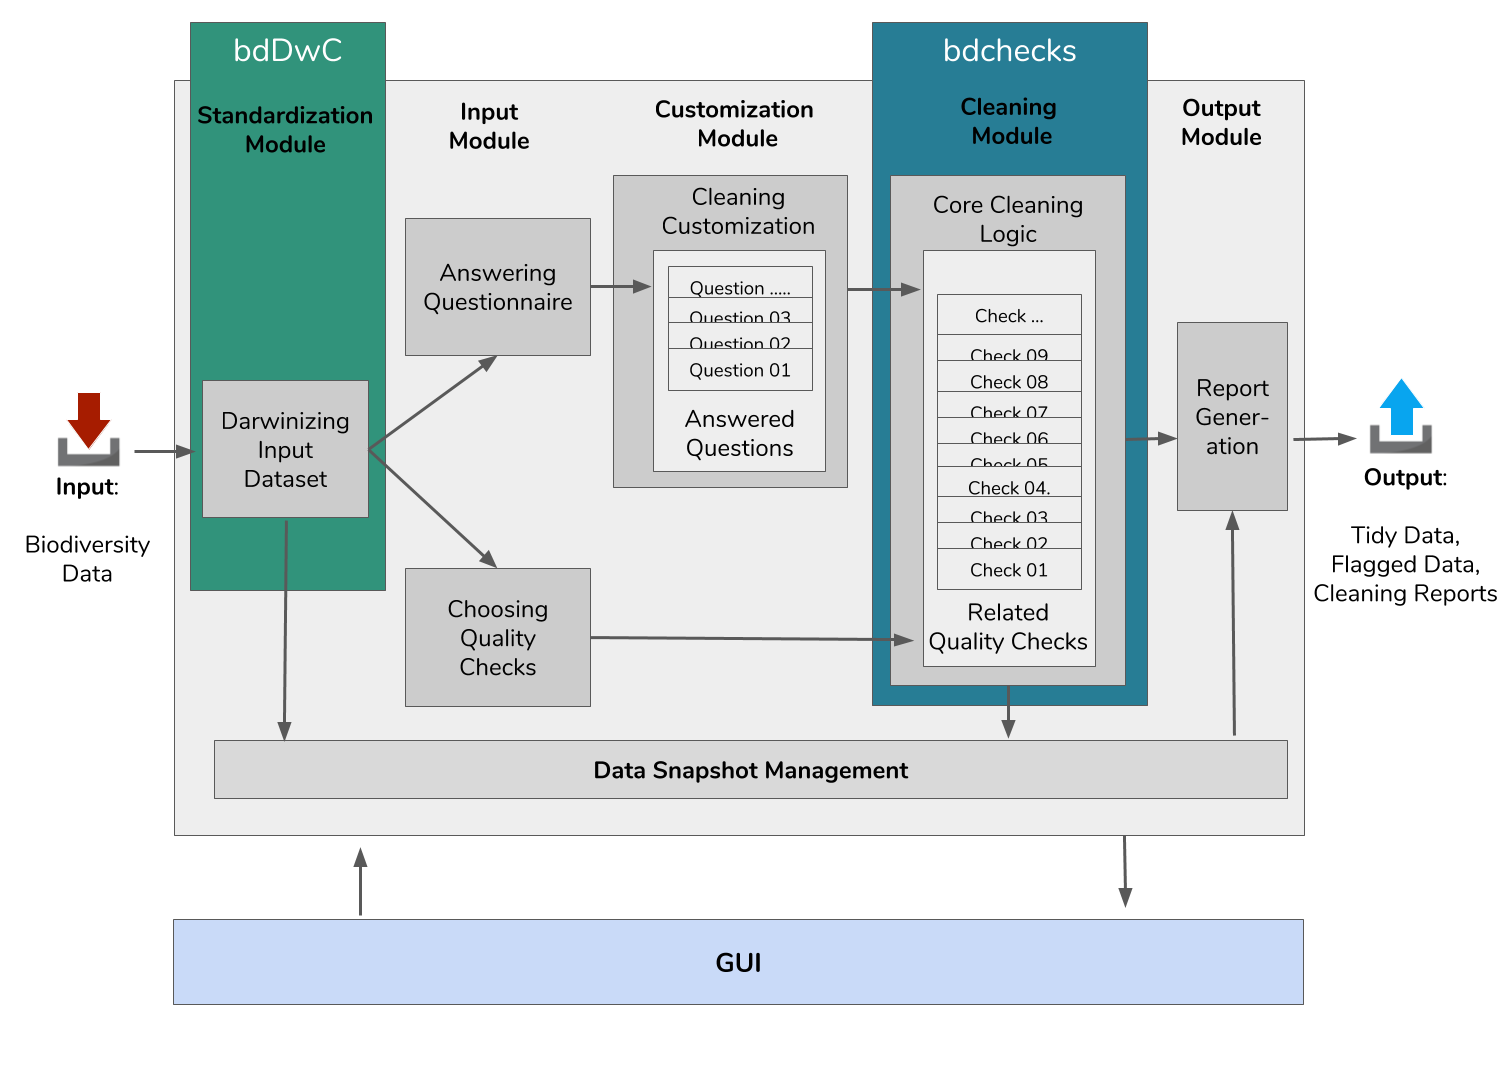 bdDwC
Standardization
Module
Input
Module
Customization
Module
bdchecks
Cleaning
Module
Output
Module
Input:
Biodiversity
Data
Darwinizing
Input
Dataset
Answering
Questionnaire
Choosing
Quality
Checks
Cleaning
Customization
Question .....
Question 03
Question 02
Question 01
Answered
Questions
Core Cleaning
Logic
Check ...
Check 09
Check 08
Check 07
Check 06
Check 05
Check 04.
Check 03
Check 02
Check 01
Related
Quality Checks
Report
Gener-
ation
Output:
Tidy Data,
Flagged Data,
Cleaning Reports
Data Snapshot Management
GUI